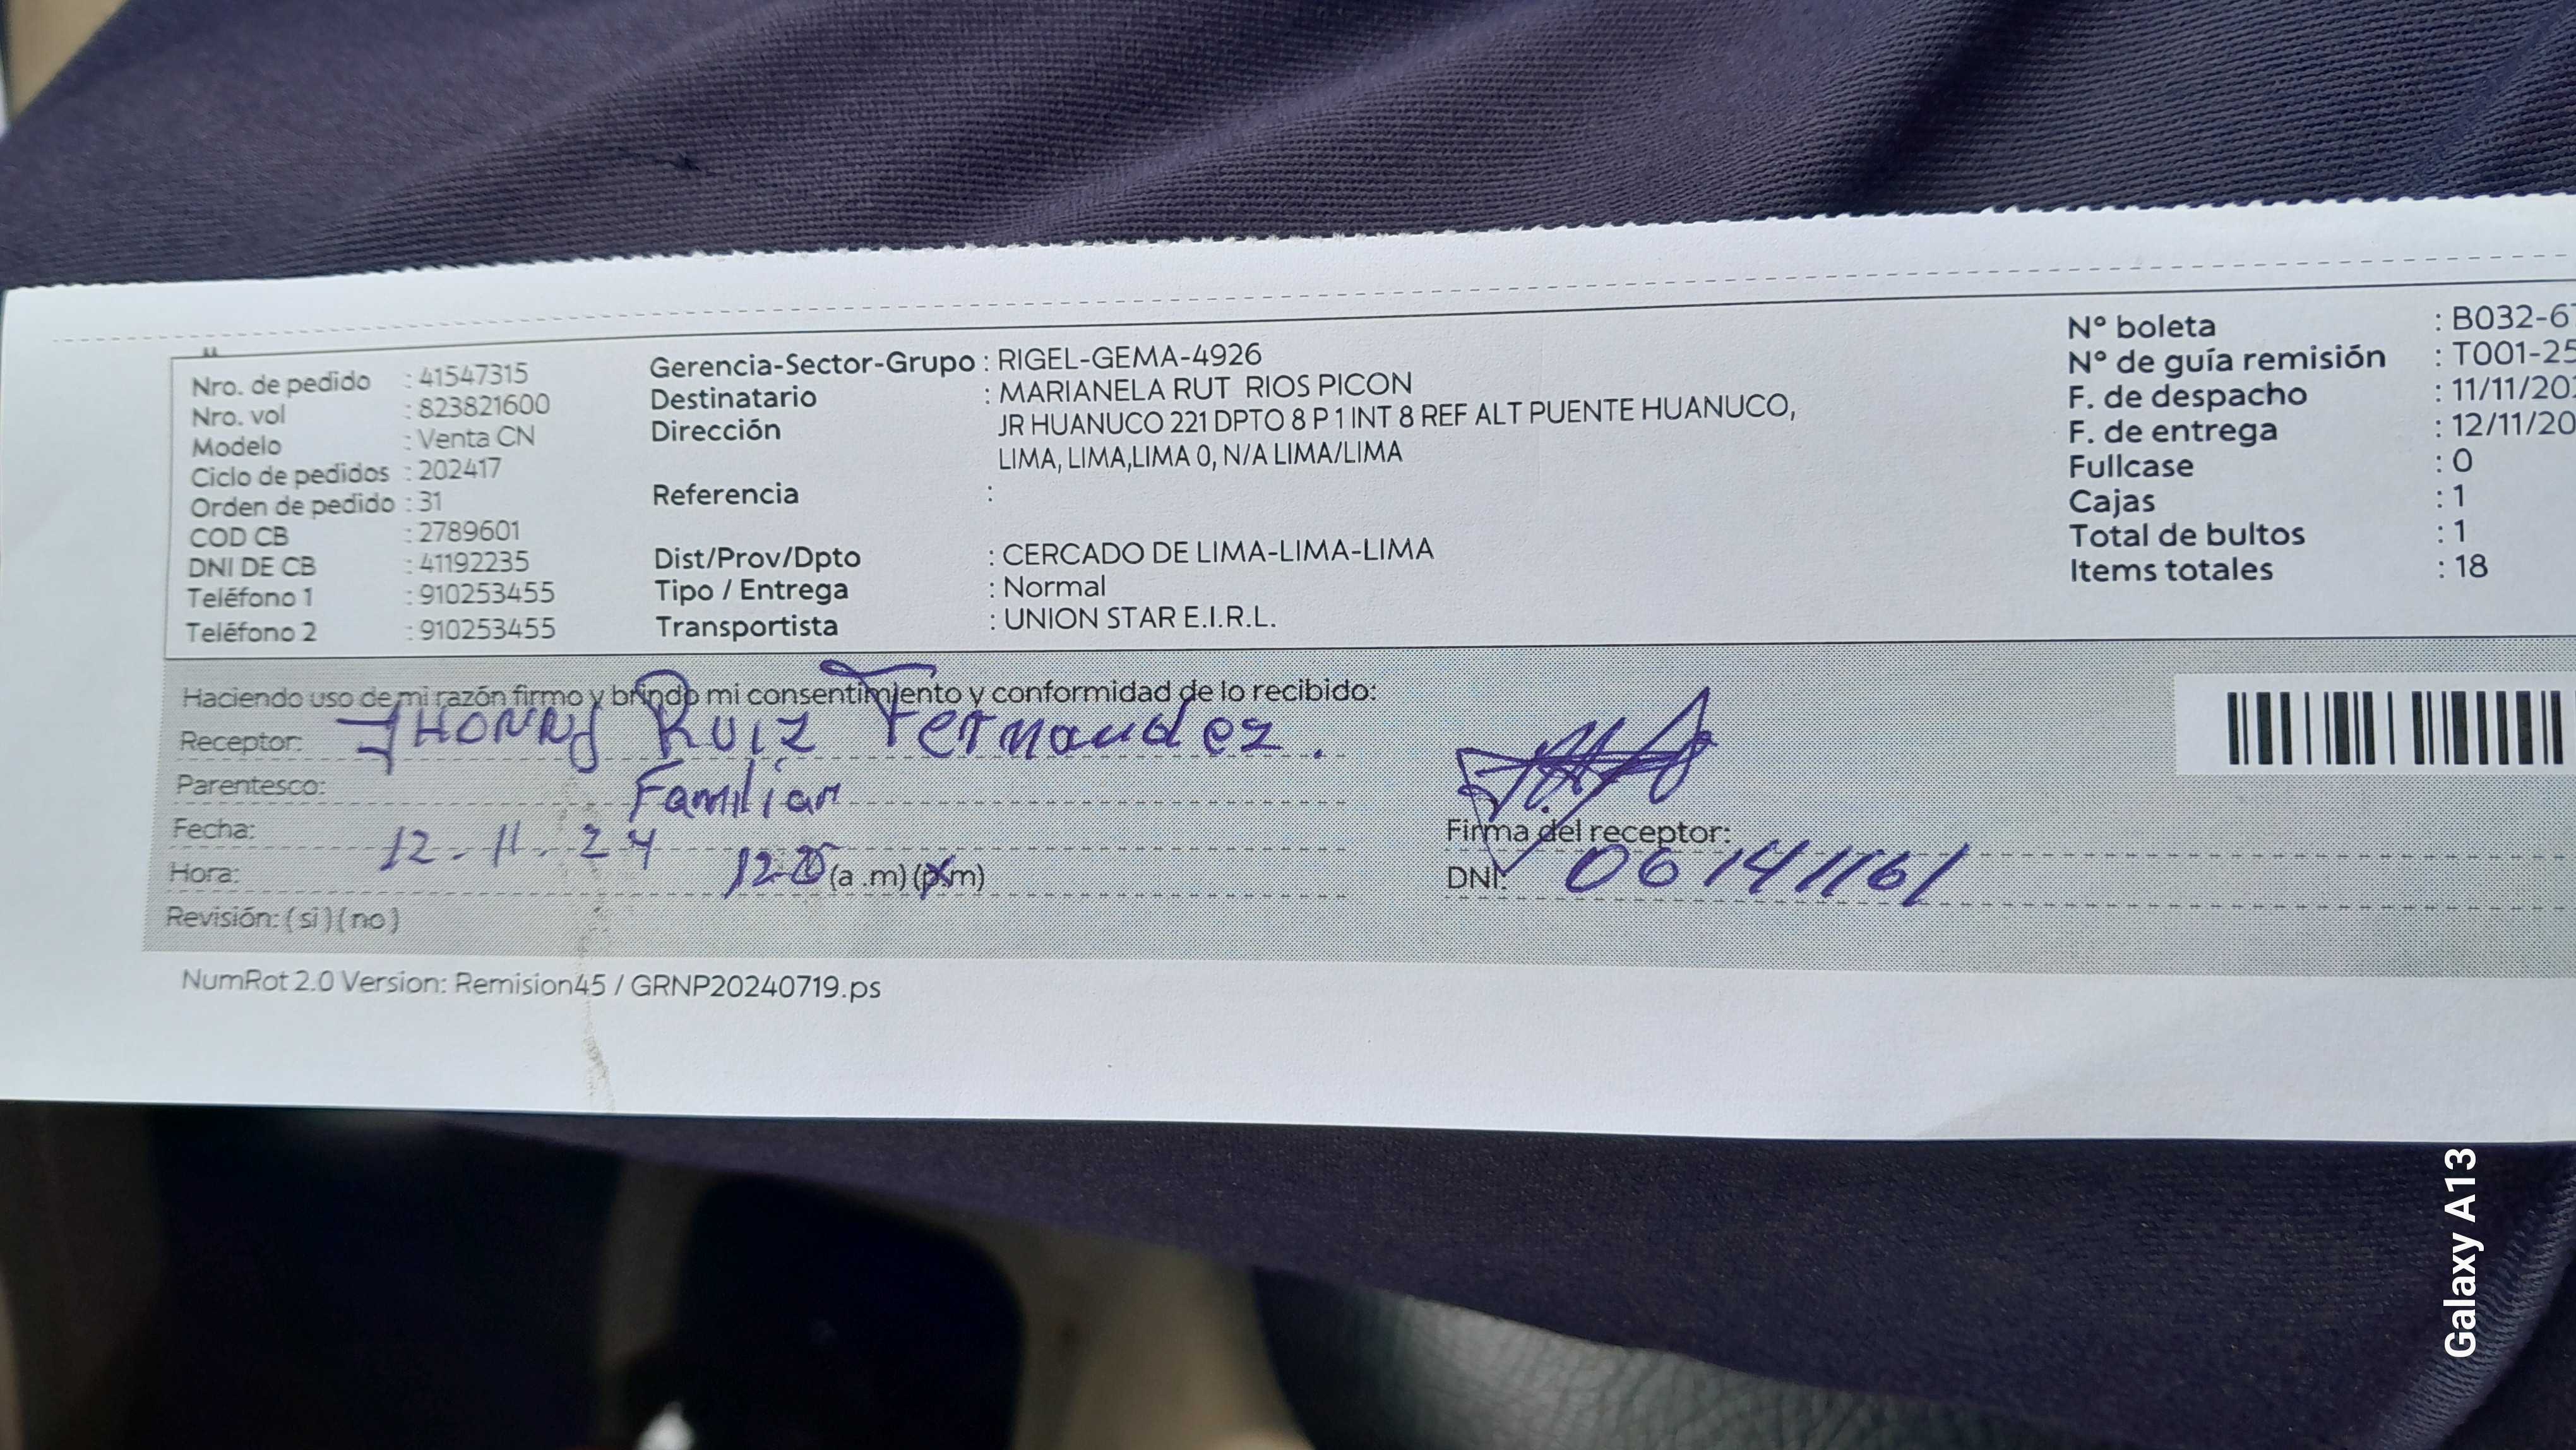 Nro. de pedido : 41547315
Nro. vol : 823821600
Modelo : Venta CN
Ciclo de pedidos : 202417
Orden de pedido : 31
COD CB : 2789601
DNI DE CB : 41192235
Teléfono 1 : 910253455
Teléfono 2 : 910253455
Gerencia-Sector-Grupo : RIGEL-GEMA-4926
Destinatario : MARIANELA RUT RIOS PICON
Dirección JR HUANUCO 221 DPTO 8 P 1 INT 8 REF ALT PUENTE HUANUCO,
LIMA, LIMA,LIMA 0, N/A LIMA/LIMA
Referencia :
Dist/Prov/Dpto : CERCADO DE LIMA-LIMA-LIMA
Tipo / Entrega : Normal
Transportista : UNION STAR E.I.R.L.
N° boleta : B032-6
N° de guía remisión : T001-25
F. de despacho : 11/11/20
F. de entrega : 12/11/20
Fullcase : 0
Cajas : 1
Total de bultos : 1
Items totales : 18
Haciendo uso de mi razón firmo y brindo mi consentimiento y conformidad de lo recibido:
Receptor: JHONNY Ruiz Fernandez.
Parentesco: Familiar
Fecha: 12-11-24
Hora: (a .m) (p.m)
Revisión: (si) (no)
Firma del receptor:
DNI: 06141161
NumRot 2.0 Version: Remision45 / GRNP20240719.ps
Galaxy A13